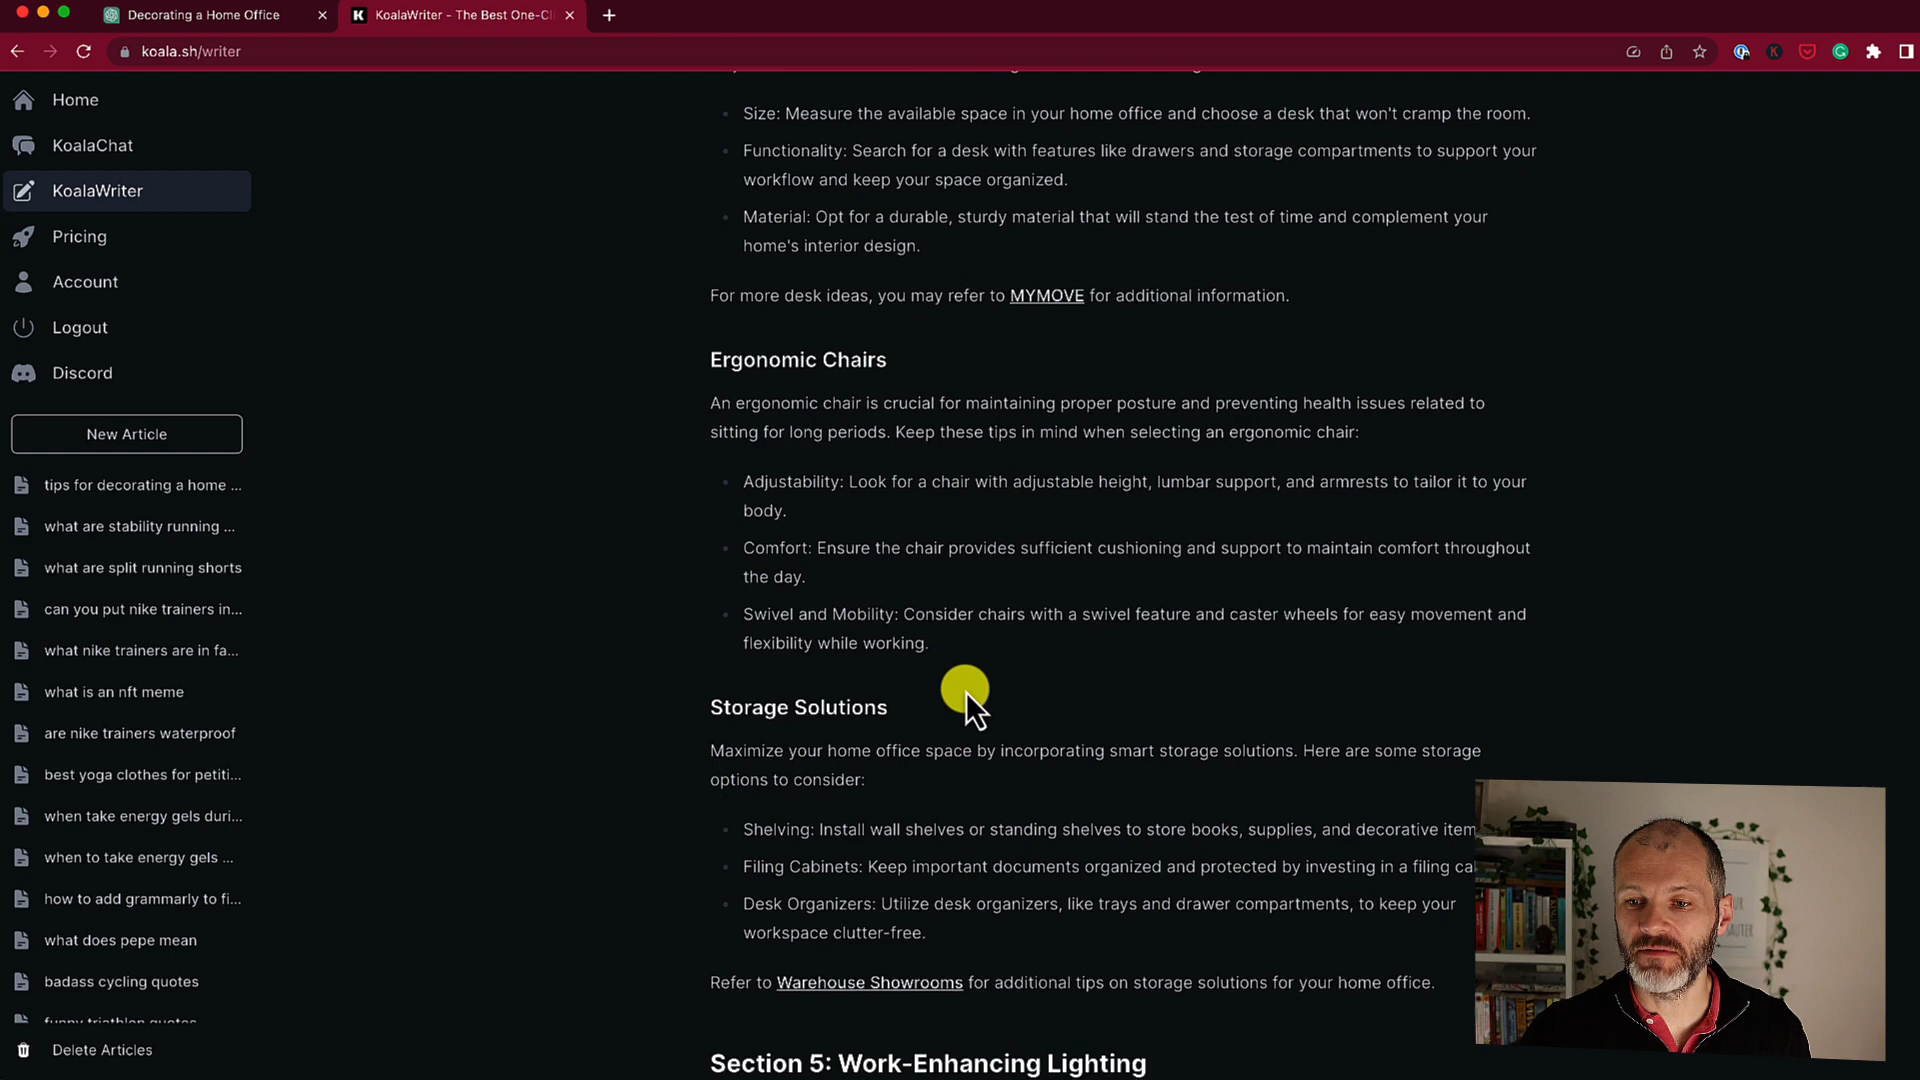 Decorating a Home Office
KoalaWriter - The Best One-Cl
koala.sh/writer
Home
KoalaChat
KoalaWriter
Pricing
Account
Logout
Discord
New Article
tips for decorating a home ...
what are stability running ...
what are split running shorts
can you put nike trainers in...
what nike trainers are in fa...
what is an nft meme
are nike trainers waterproof
best yoga clothes for petiti...
when take energy gels duri...
when to take energy gels ...
how to add grammarly to fi...
what does pepe mean
badass cycling quotes
funny triathlon quotes
Delete Articles
Size: Measure the available space in your home office and choose a desk that won't cramp the room.
Functionality: Search for a desk with features like drawers and storage compartments to support your
workflow and keep your space organized.
Material: Opt for a durable, sturdy material that will stand the test of time and complement your
home's interior design.
For more desk ideas, you may refer to MYMOVE for additional information.
Ergonomic Chairs
An ergonomic chair is crucial for maintaining proper posture and preventing health issues related to
sitting for long periods. Keep these tips in mind when selecting an ergonomic chair:
Adjustability: Look for a chair with adjustable height, lumbar support, and armrests to tailor it to your
body.
Comfort: Ensure the chair provides sufficient cushioning and support to maintain comfort throughout
the day.
Swivel and Mobility: Consider chairs with a swivel feature and caster wheels for easy movement and
flexibility while working.
Storage Solutions
Maximize your home office space by incorporating smart storage solutions. Here are some storage
options to consider:
Shelving: Install wall shelves or standing shelves to store books, supplies, and decorative item
Filing Cabinets: Keep important documents organized and protected by investing in a filing ca
Desk Organizers: Utilize desk organizers, like trays and drawer compartments, to keep your
workspace clutter-free.
Refer to Warehouse Showrooms for additional tips on storage solutions for your home office.
Section 5: Work-Enhancing Lighting